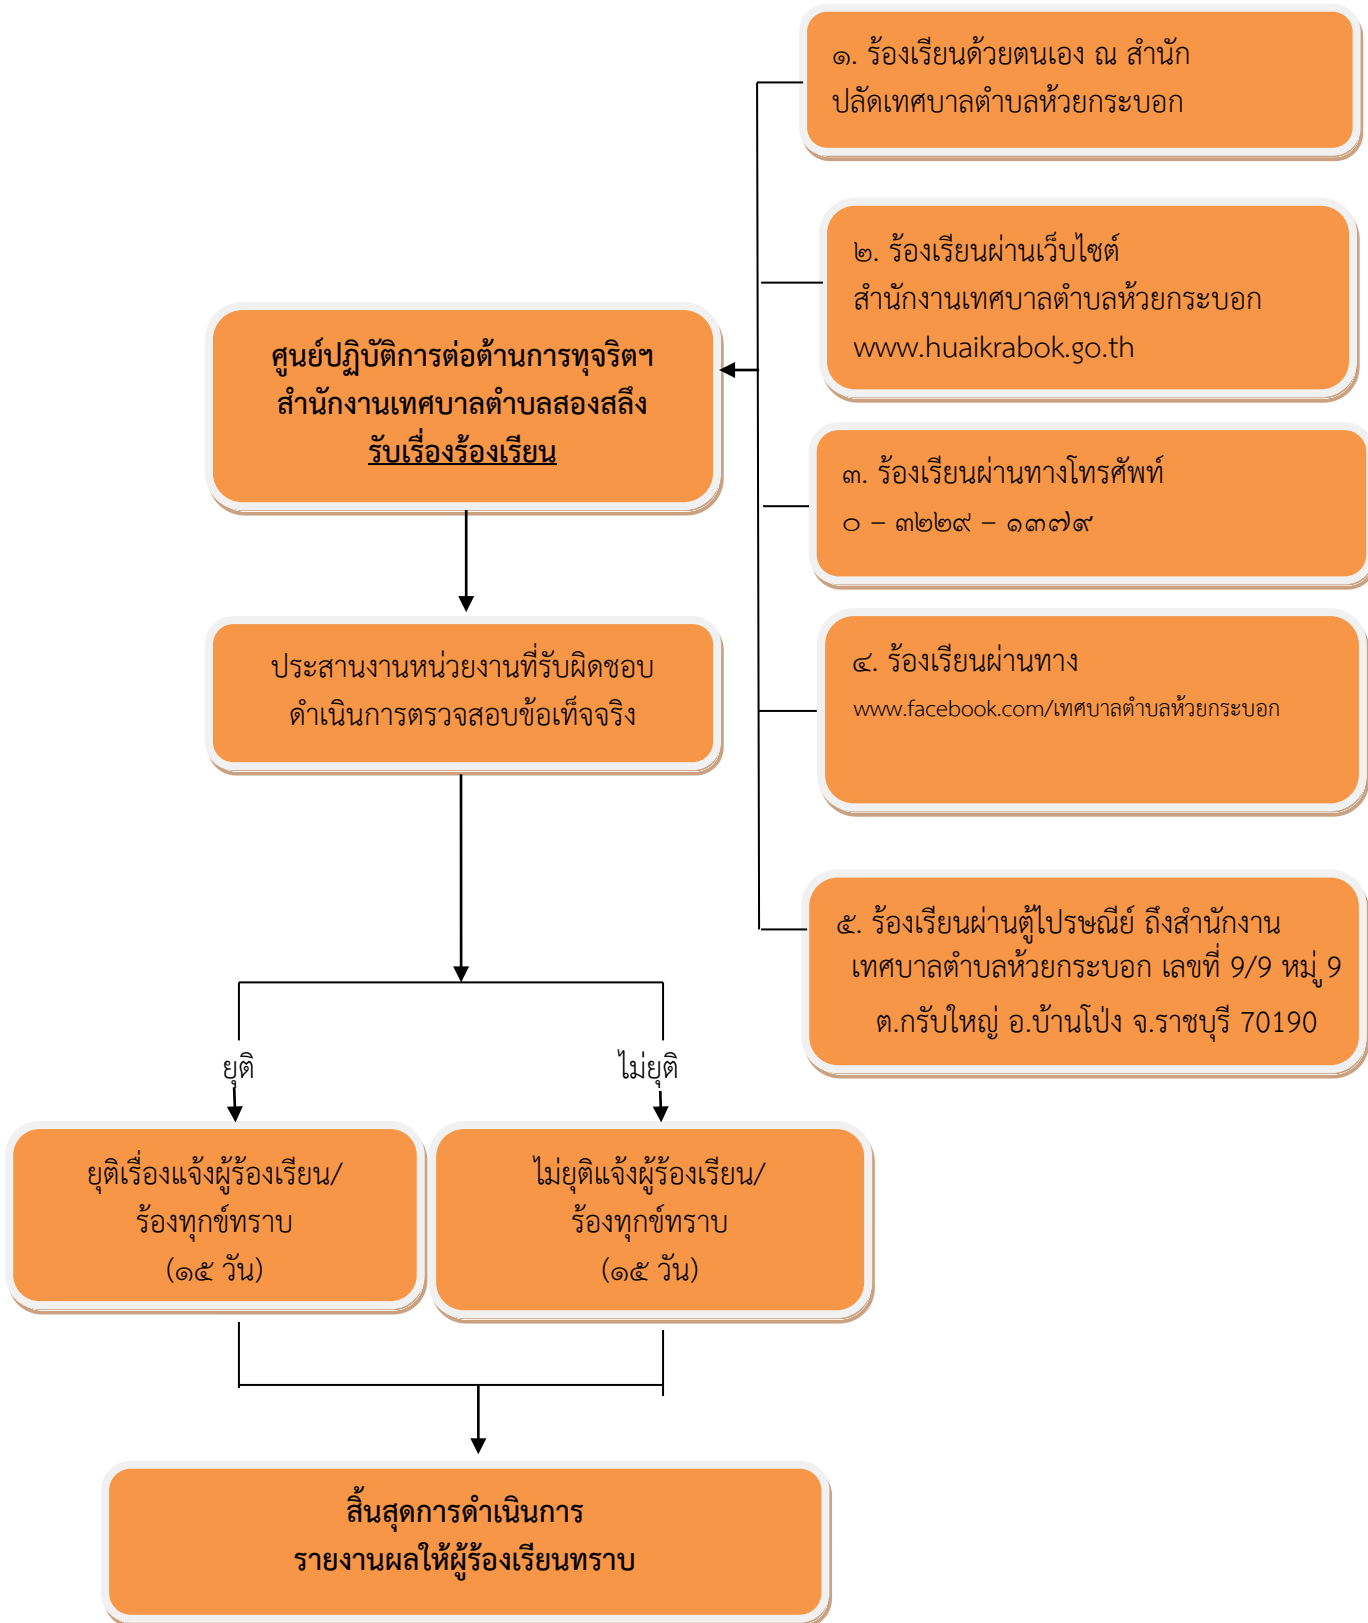 ๑. ร้องเรียนด้วยตนเอง ณ สำนัก
ปลัดเทศบาลตำบลห้วยกระบอก
๒. ร้องเรียนผ่านเว็บไซต์
สำนักงานเทศบาลตำบลห้วยกระบอก
www.huaikrabok.go.th
ศูนย์ปฏิบัติการต่อต้านการทุจริตฯ
สำนักงานเทศบาลตำบลสองสลึง
รับเรื่องร้องเรียน
๓. ร้องเรียนผ่านทางโทรศัพท์
๐ – ๓๒๒๙ – ๑๓๗๙
๔. ร้องเรียนผ่านทาง
www.facebook.com/เทศบาลตำบลห้วยกระบอก
ประสานงานหน่วยงานที่รับผิดชอบ
ดำเนินการตรวจสอบข้อเท็จจริง
๕. ร้องเรียนผ่านตู้ไปรษณีย์ ถึงสำนักงาน
เทศบาลตำบลห้วยกระบอก เลขที่ 9/9 หมู่ 9
ต.กรับใหญ่ อ.บ้านโป่ง จ.ราชบุรี 70190
ยุติ
ไม่ยุติ
ยุติเรื่องแจ้งผู้ร้องเรียน/
ร้องทุกข์ทราบ
(๑๕ วัน)
ไม่ยุติแจ้งผู้ร้องเรียน/
ร้องทุกข์ทราบ
(๑๕ วัน)
สิ้นสุดการดำเนินการ
รายงานผลให้ผู้ร้องเรียนทราบ